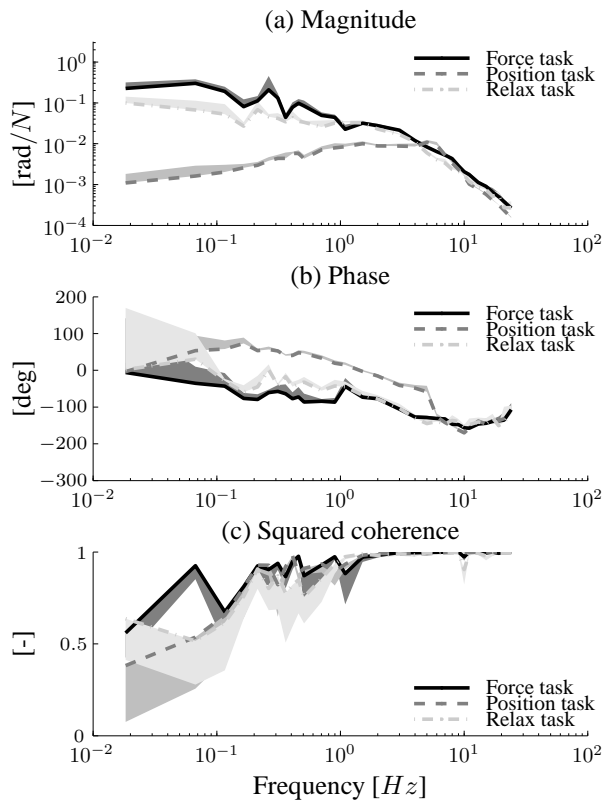 (a) Magnitude
10^0
10^−1
10^−2
10^−3
10^−4
[rad/N]
Force task
Position task
Relax task
10^−2 10^−1 10^0 10^1 10^2
(b) Phase
200
100
0
−100
−200
−300
[deg]
Force task
Position task
Relax task
10^−2 10^−1 10^0 10^1 10^2
(c) Squared coherence
1
0.5
0
[-]
Force task
Position task
Relax task
10^−2 10^−1 10^0 10^1 10^2
Frequency [Hz]